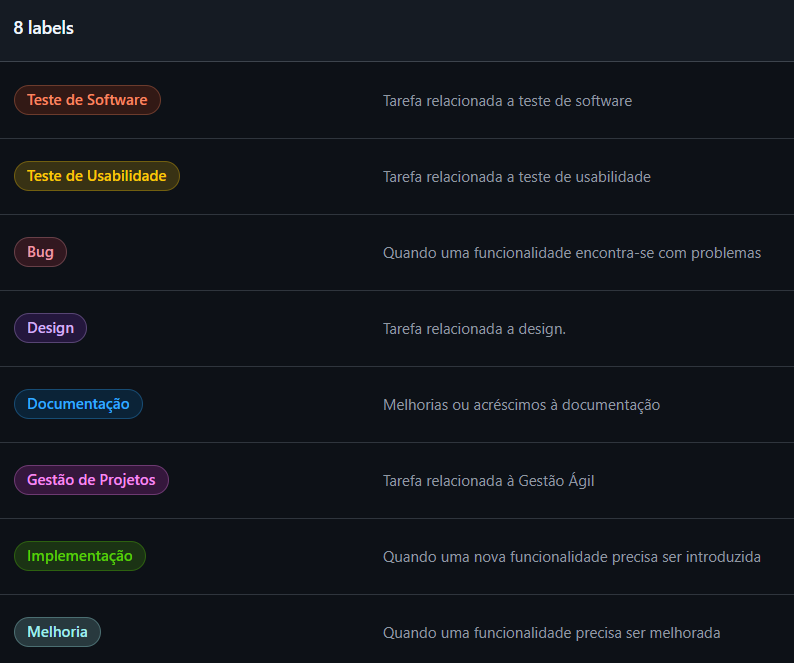 8 labels
Teste de Software
Tarefa relacionada a teste de software
Teste de Usabilidade
Tarefa relacionada a teste de usabilidade
Bug
Quando uma funcionalidade encontra-se com problemas
Design
Tarefa relacionada a design.
Documentação
Melhorias ou acréscimos à documentação
Gestão de Projetos
Tarefa relacionada à Gestão Ágil
Implementação
Quando uma nova funcionalidade precisa ser introduzida
Melhoria
Quando uma funcionalidade precisa ser melhorada